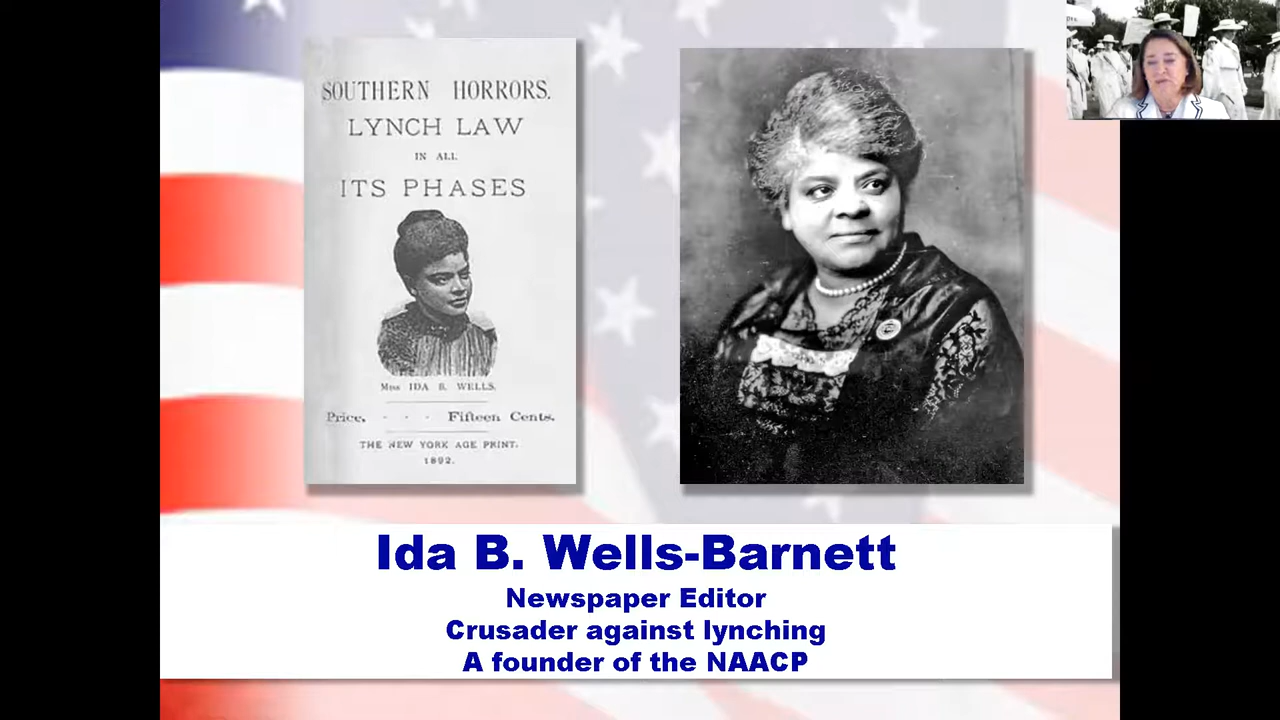 SOUTHERN HORRORS.
LYNCH LAW
IN ALL
ITS PHASES
Miss IDA B. WELLS.
Price, - - - Fifteen Cents.
THE NEW YORK AGE PRINT.
1892.
Ida B. Wells-Barnett
Newspaper Editor
Crusader against lynching
A founder of the NAACP